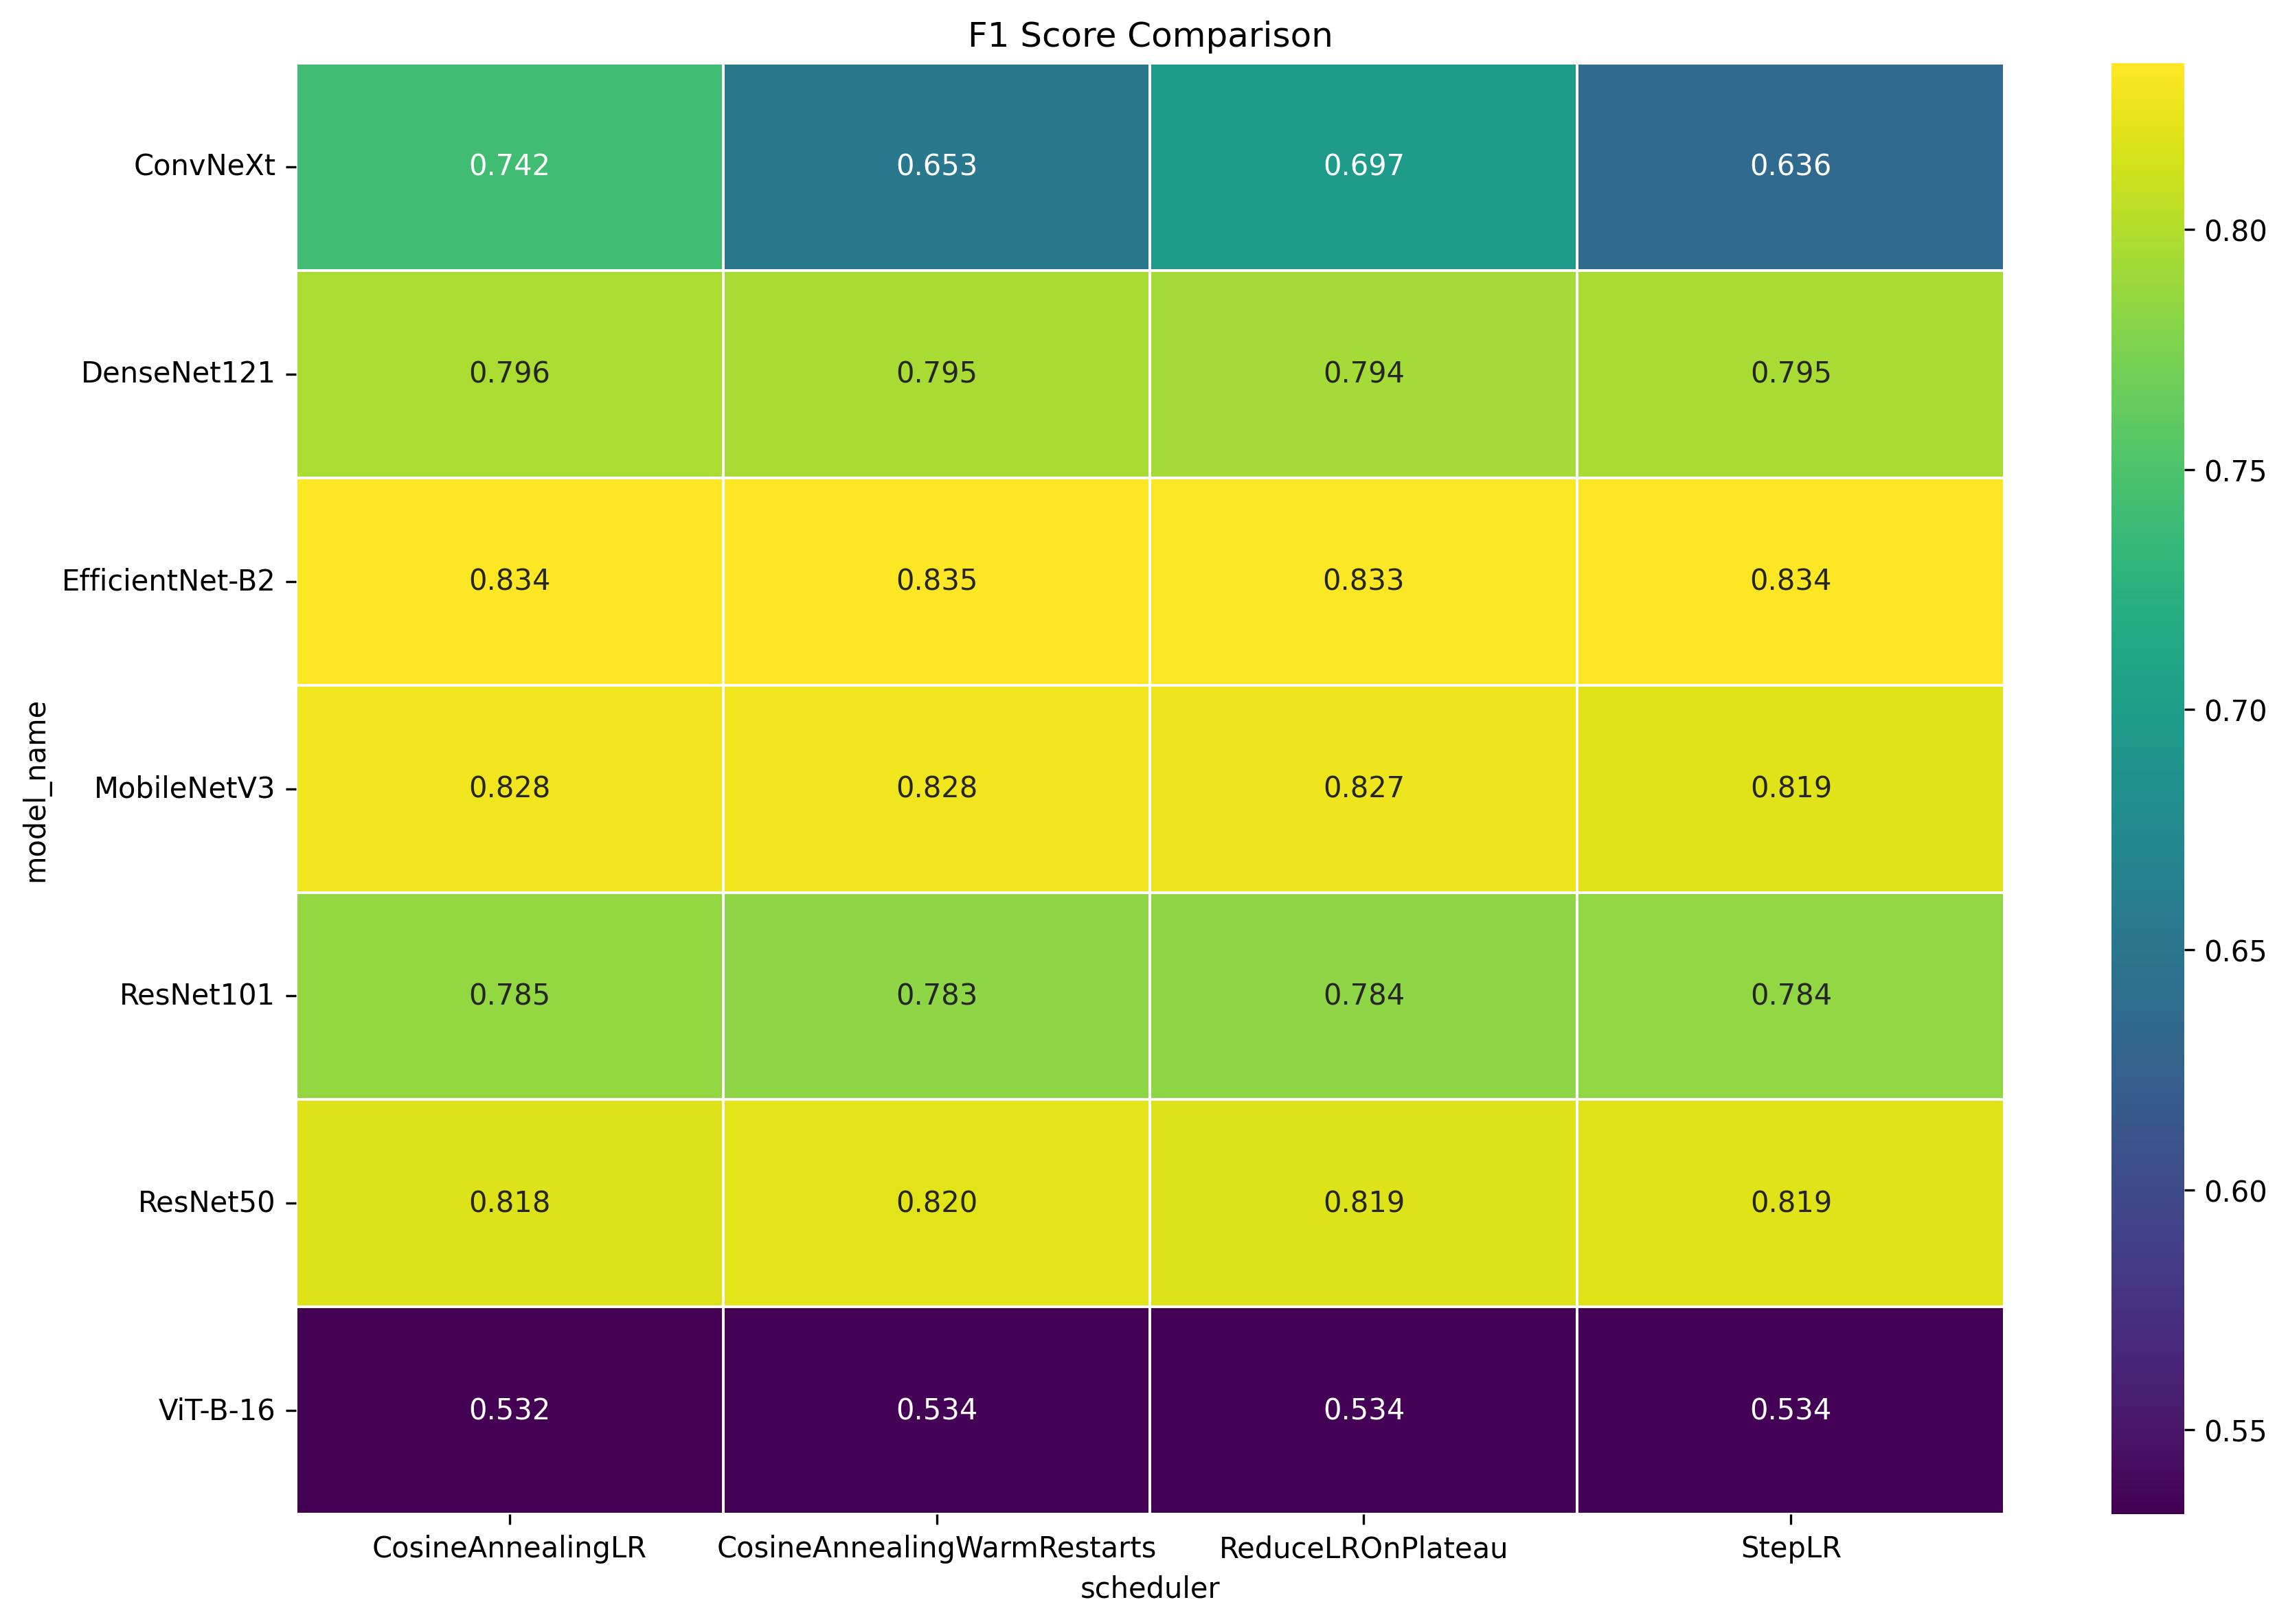 F1 Score Comparison
model_name
ConvNeXt 0.742 0.653 0.697 0.636
DenseNet121 0.796 0.795 0.794 0.795
EfficientNet-B2 0.834 0.835 0.833 0.834
MobileNetV3 0.828 0.828 0.827 0.819
ResNet101 0.785 0.783 0.784 0.784
ResNet50 0.818 0.820 0.819 0.819
ViT-B-16 0.532 0.534 0.534 0.534
CosineAnnealingLR CosineAnnealingWarmRestarts ReduceLROnPlateau StepLR
scheduler
0.80
0.75
0.70
0.65
0.60
0.55